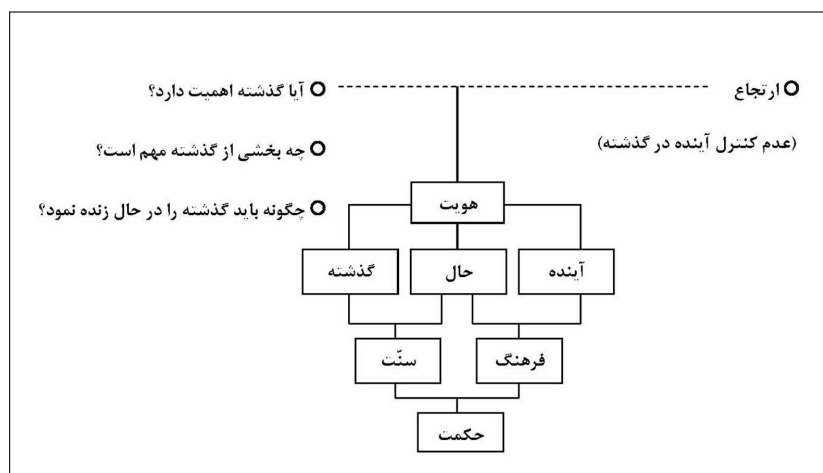 ارتجاع
(عدم کنترل آینده در گذشته)
آیا گذشته اهمیت دارد؟
چه بخشی از گذشته مهم است؟
چگونه باید گذشته را در حال زنده نمود؟
هویت
آینده
حال
گذشته
فرهنگ
سنّت
حکمت